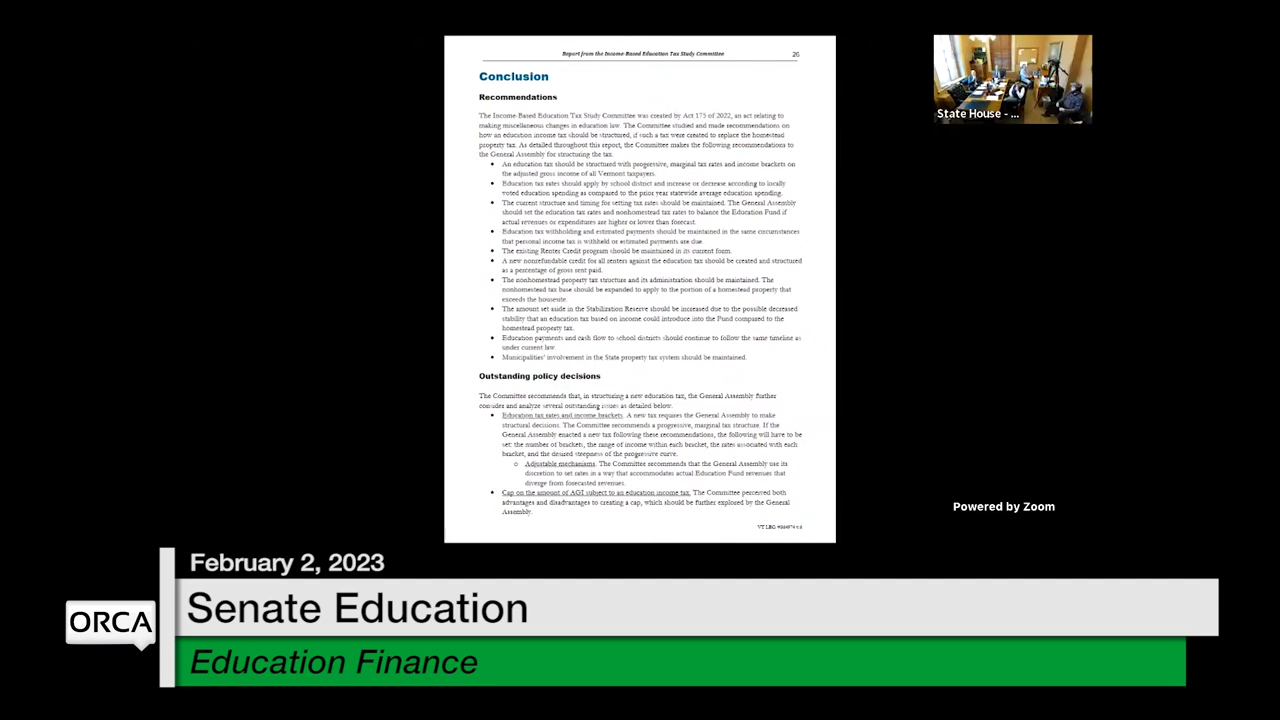 Report from the Income-Based Education Tax Study Committee 26
Conclusion
Recommendations
The Income-Based Education Tax Study Committee was created by Act 175 of 2022, an act relating to
making miscellaneous changes in education law. The Committee studied and made recommendations on
how an education income tax should be structured, if such a tax were created to replace the homestead
property tax. As detailed throughout this report, the Committee makes the following recommendations to
the General Assembly for structuring the tax.
• An education tax should be structured with progressive, marginal tax rates and income brackets on
the adjusted gross income of all Vermont taxpayers.
• Education tax rates should apply by school district and increase or decrease according to locally
voted education spending as compared to the prior year statewide average education spending.
• The current structure and timing for setting tax rates should be maintained. The General Assembly
should set the education tax rates and nonhomestead tax rates to balance the Education Fund if
actual revenues or expenditures are higher or lower than forecast.
• Education tax withholding and estimated payments should be maintained in the same circumstances
that personal income tax is withheld or estimated payments are due.
• The existing Renter Credit program should be maintained in its current form.
• A new nonrefundable credit for all renters against the education tax should be created and structured
as a percentage of gross rent paid.
• The nonhomestead property tax structure and its administration should be maintained. The
nonhomestead tax base should be expanded to apply to the portion of a homestead property that
exceeds the housesite.
• The amount set aside in the Stabilization Reserve should be increased due to the possible decreased
stability that an education tax based on income could introduce into the Fund compared to the
homestead property tax.
• Education payments and cash flow to school districts should continue to follow the same timeline as
under current law.
• Municipalities' involvement in the State property tax system should be maintained.
Outstanding policy decisions
The Committee recommends that, in structuring a new education tax, the General Assembly further
consider and analyze several outstanding issues as detailed below.
• Education tax rates and income brackets. A new tax requires the General Assembly to make
structural decisions. The Committee recommends a progressive, marginal tax structure. If the
General Assembly enacted a new tax following these recommendations, the following will have to be
set: the number of brackets, the range of income within each bracket, the rates associated with each
bracket, and the desired steepness of the progressive curve.
○ Adjustable mechanisms. The Committee recommends that the General Assembly use its
discretion to set rates in a way that accommodates actual Education Fund revenues that
diverge from forecasted revenues.
• Cap on the amount of AGI subject to an education income tax. The Committee perceived both
advantages and disadvantages to creating a cap, which should be further explored by the General
Assembly.
VT LEG
State House - ...
Powered by Zoom
February 2, 2023
ORCA
Senate Education
Education Finance